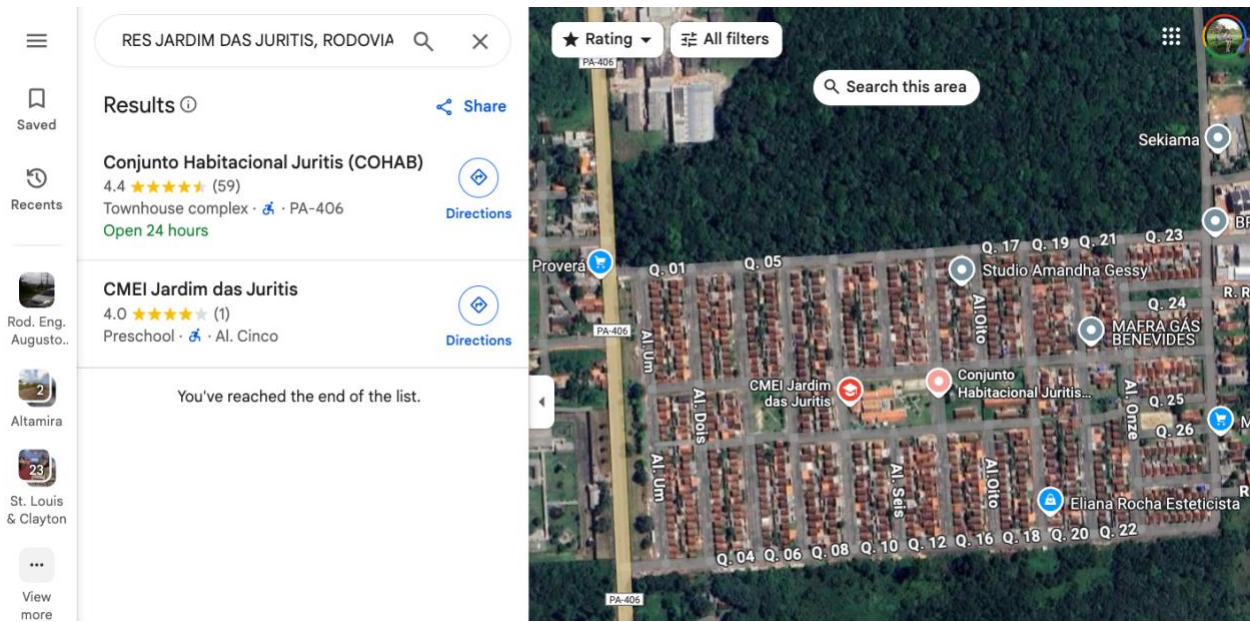 RES JARDIM DAS JURITIS, RODOVIA
Saved
Recents
Rod. Eng.
Augusto..
2
Altamira
23
St. Louis
& Clayton
View
more
Results
Share
Conjunto Habitacional Juritis (COHAB)
4.4 (59)
Townhouse complex · · PA-406
Open 24 hours
Directions
CMEI Jardim das Juritis
4.0 (1)
Preschool · · Al. Cinco
Directions
You've reached the end of the list.
Rating
All filters
PA-406
Search this area
Sekiama
Q. 17 Q. 19 Q. 21 Q. 23
Proverá
Q. 01
Q. 05
Studio Amandha Gessy
R. R
Q. 24
Al.Oito
PA-406
MAFRA GÁS
BENEVIDES
Al. Um
CMEI Jardim
das Juritis
Conjunto
Habitacional Juritis...
Al. Dois
Al. Onze
Q. 25
Q. 26
M
Al. Um
Al. Seis
Al.Oito
Eliana Rocha Esteticista
Q. 04 Q. 06 Q. 08 Q. 10 Q. 12 Q. 16 Q. 18 Q. 20 Q. 22
PA-406